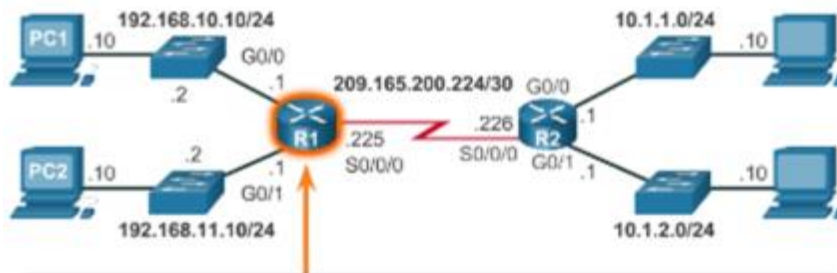 192.168.10.10/24
10.1.1.0/24
PC1
.10
G0/0
.10
.1
209.165.200.224/30
G0/0
.2
.1
R1
.225
.226
R2
.2
S0/0/0
S0/0/0
G0/1
PC2
.10
.1
.1
.10
G0/1
192.168.11.10/24
10.1.2.0/24